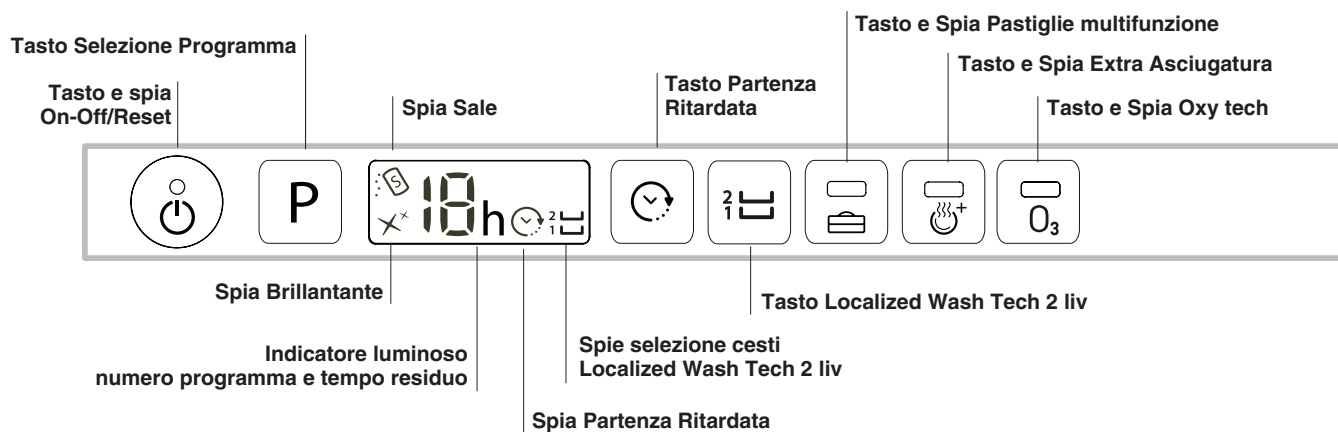 Tasto e Spia Pastiglie multifunzione
Tasto Selezione Programma
Tasto e Spia Extra Asciugatura
Tasto Partenza
Ritardata
Tasto e spia
On-Off/Reset
Spia Sale
Tasto e Spia Oxy tech
P
S
18h
2
1
2
1
+
O3
Spia Brillantante
Tasto Localized Wash Tech 2 liv
Indicatore luminoso
numero programma e tempo residuo
Spie selezione cesti
Localized Wash Tech 2 liv
Spia Partenza Ritardata